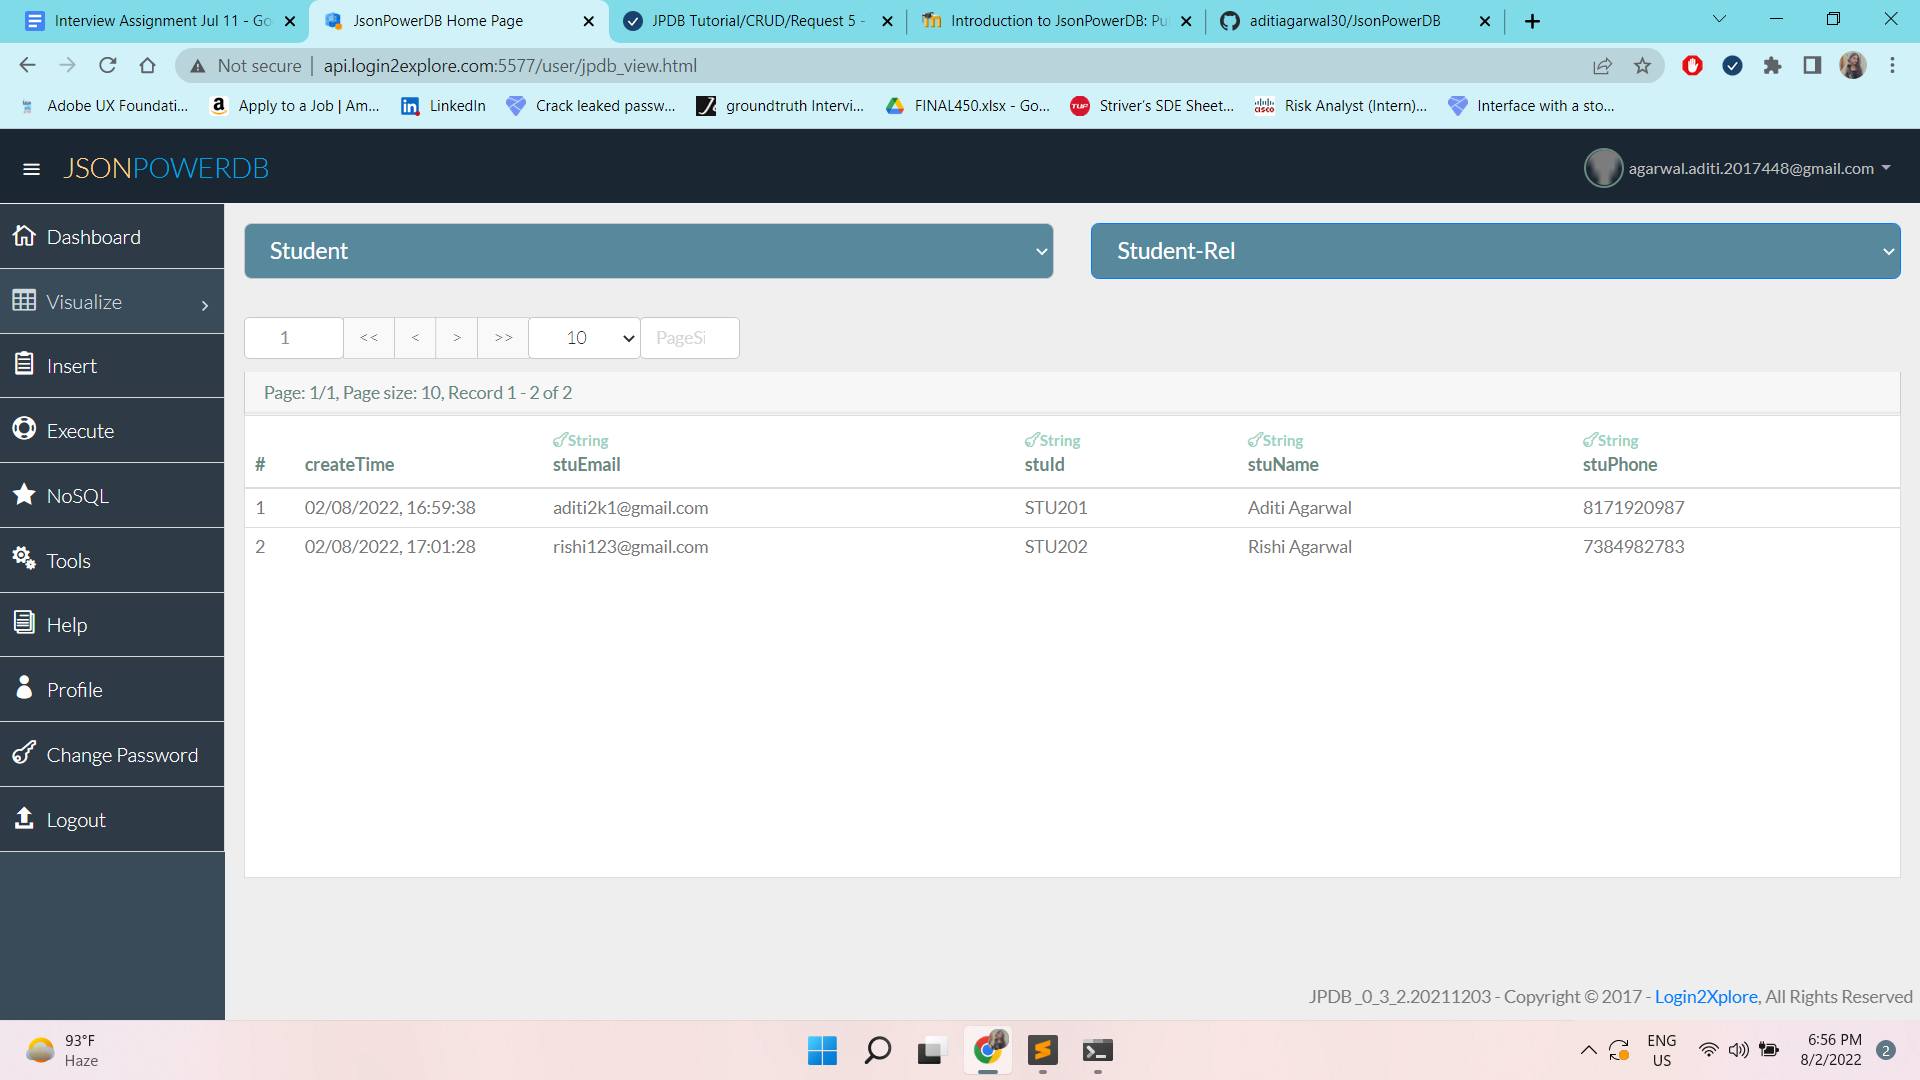 Interview Assignment Jul 11 - Go
JsonPowerDB Home Page
JPDB Tutorial/CRUD/Request 5 -
Introduction to JsonPowerDB: Pu
aditiagarwal30/JsonPowerDB
Not secure
api.login2explore.com:5577/user/jpdb_view.html
Adobe UX Foundati...
Apply to a Job | Am...
LinkedIn
Crack leaked passw...
groundtruth Intervi...
FINAL450.xlsx - Go...
Striver's SDE Sheet...
Risk Analyst (Intern)...
Interface with a sto...
JSONPOWERDB
agarwal.aditi.2017448@gmail.com
Dashboard
Visualize
Insert
Execute
NoSQL
Tools
Help
Profile
Change Password
Logout
Student
Student-Rel
1 << < > >> 10 PageSi
Page: 1/1, Page size: 10, Record 1 - 2 of 2
String String String String
# createTime stuEmail stuId stuName stuPhone
1 02/08/2022, 16:59:38 aditi2k1@gmail.com STU201 Aditi Agarwal 8171920987
2 02/08/2022, 17:01:28 rishi123@gmail.com STU202 Rishi Agarwal 7384982783
JPDB_0_3_2.20211203 - Copyright © 2017 - Login2Xplore, All Rights Reserved
93°F
Haze
ENG
US
6:56 PM
8/2/2022
2